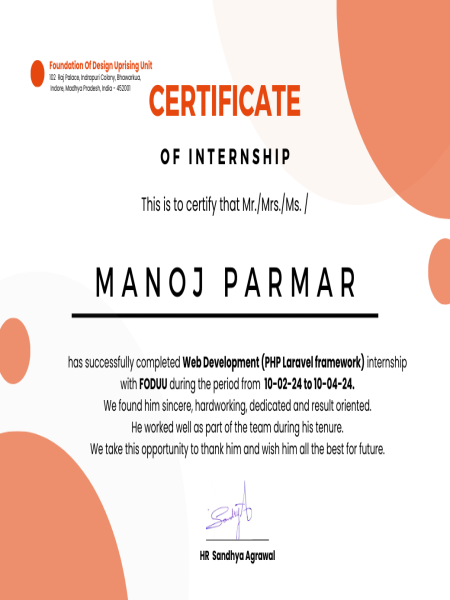 Foundation Of Design Uprising Unit
102 Raj Palace, Indrapuri Colony, Bhawarkua,
Indore, Madhya Pradesh, India - 452001
CERTIFICATE
OF INTERNSHIP
This is to certify that Mr./Mrs./Ms. /
MANOJ PARMAR
has successfully completed Web Development (PHP Laravel framework) internship
with FODUU during the period from 10-02-24 to 10-04-24.
We found him sincere, hardworking, dedicated and result oriented.
He worked well as part of the team during his tenure.
We take this opportunity to thank him and wish him all the best for future.
HR Sandhya Agrawal